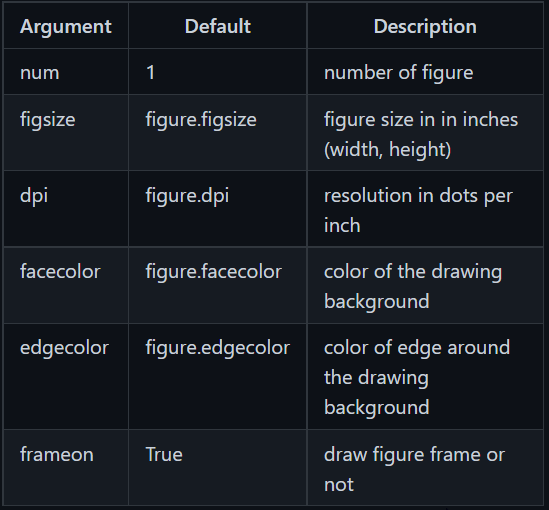 Argument Default Description
num 1 number of figure
figsize figure.figsize figure size in in inches
(width, height)
dpi figure.dpi resolution in dots per
inch
facecolor figure.facecolor color of the drawing
background
edgecolor figure.edgecolor color of edge around
the drawing
background
frameon True draw figure frame or
not